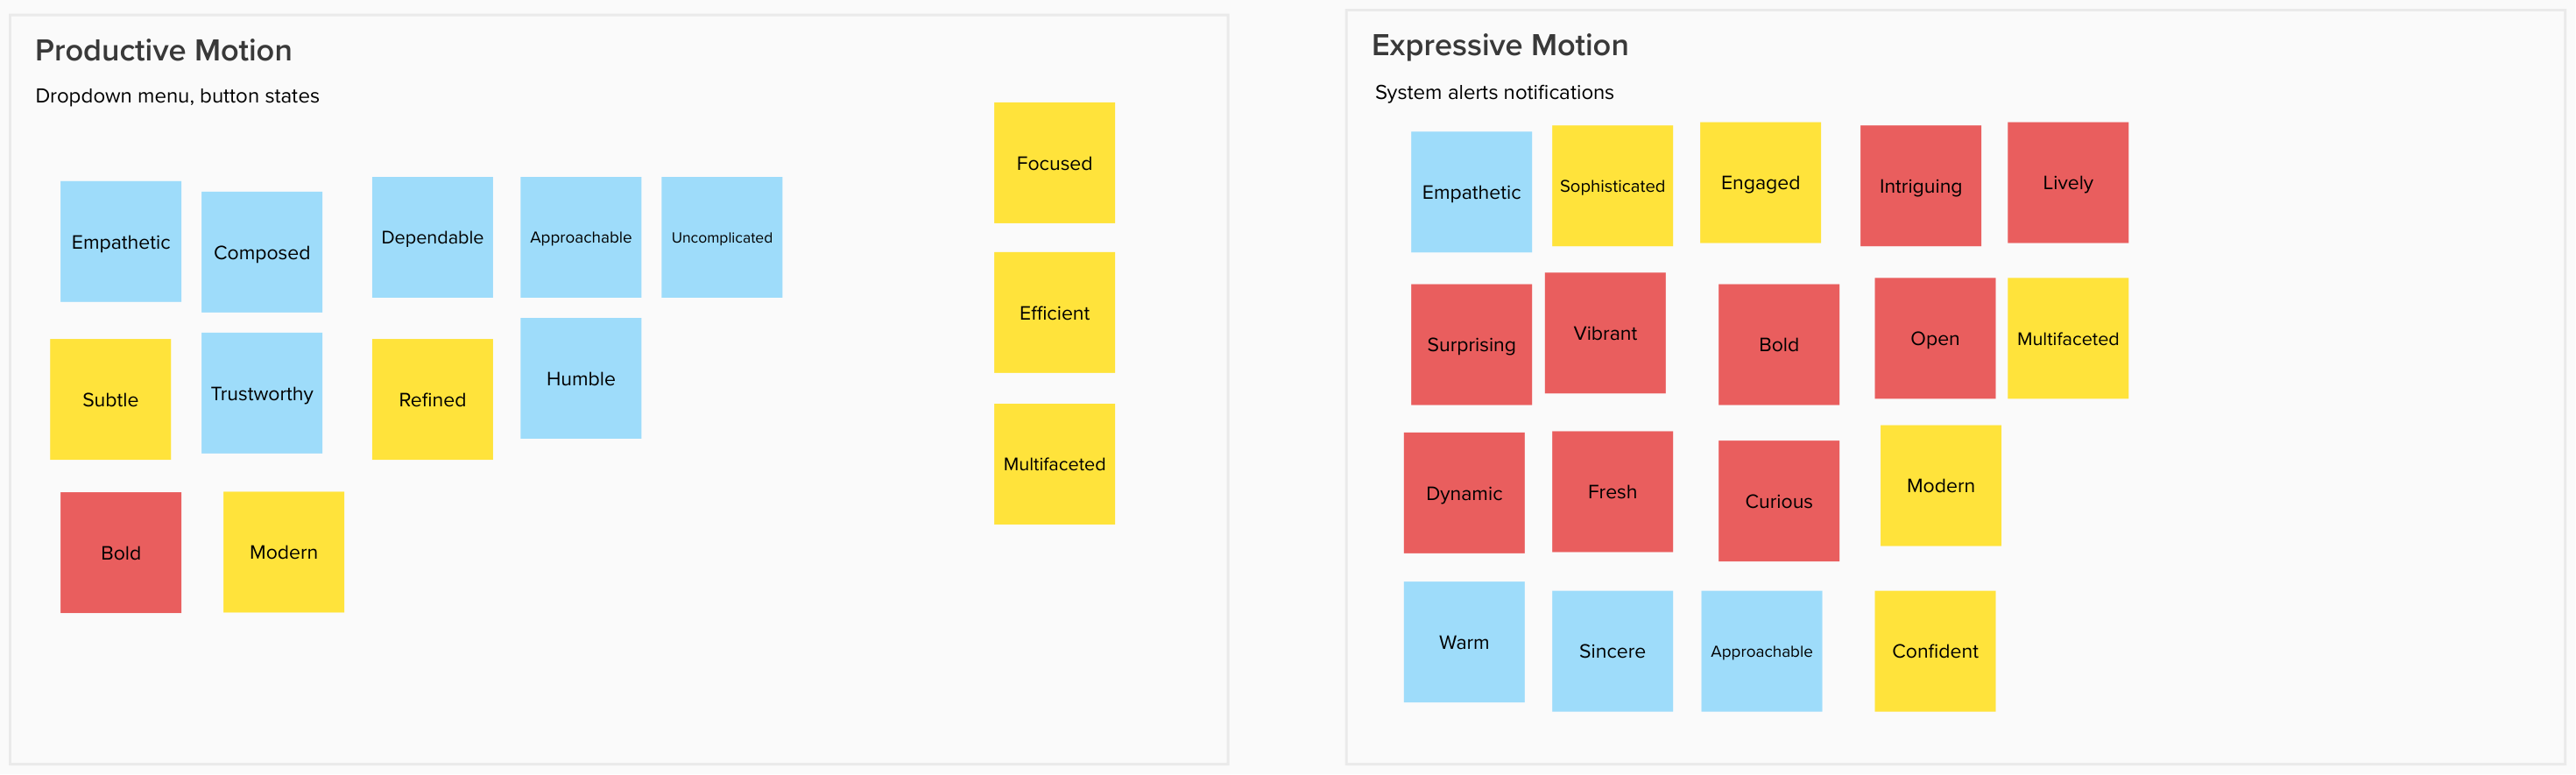 Productive Motion
Dropdown menu, button states
Focused
Empathetic
Composed
Dependable
Approachable
Uncomplicated
Efficient
Subtle
Trustworthy
Refined
Humble
Multifaceted
Bold
Modern
Expressive Motion
System alerts notifications
Empathetic
Sophisticated
Engaged
Intriguing
Lively
Surprising
Vibrant
Bold
Open
Multifaceted
Dynamic
Fresh
Curious
Modern
Warm
Sincere
Approachable
Confident